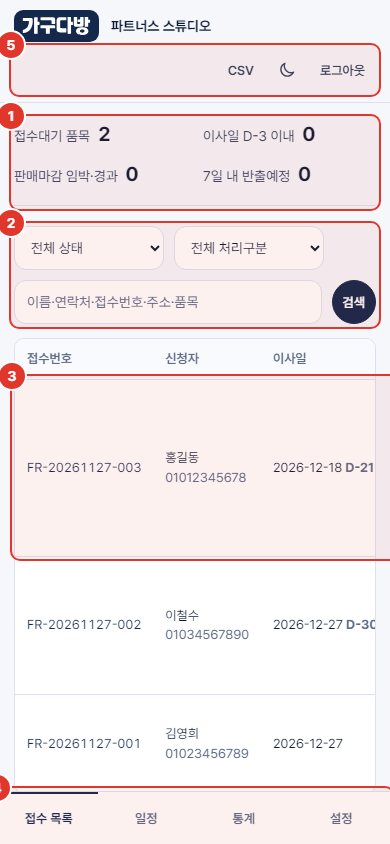 가구다방 파트너스 스튜디오
5
CSV 로그아웃
1
접수대기 품목 2 이사일 D-3 이내 0
판매마감 임박·경과 0 7일 내 반출예정 0
2
전체 상태 전체 처리구분
이름·연락처·접수번호·주소·품목 검색
접수번호 신청자 이사일
3
FR-20261127-003 홍길동 2026-12-18 D-21
01012345678
FR-20261127-002 이철수 2026-12-27 D-30
01034567890
FR-20261127-001 김영희 2026-12-27
01023456789
접수 목록 일정 통계 설정